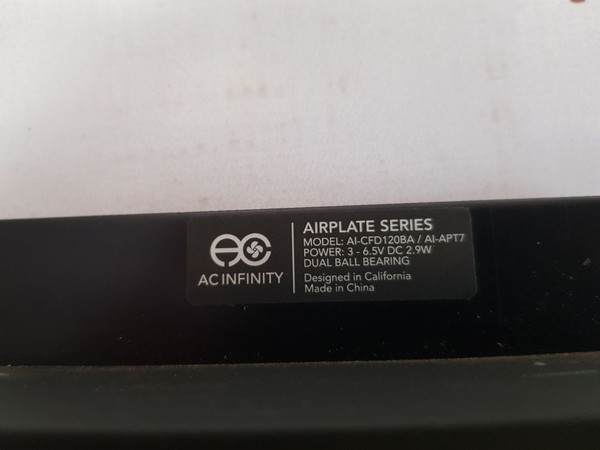 AC INFINITY
AIRPLATE SERIES
MODEL: AI-CFD120BA / AI-APT7
POWER: 3 - 6.5V DC 2.9W
DUAL BALL BEARING
Designed in California
Made in China